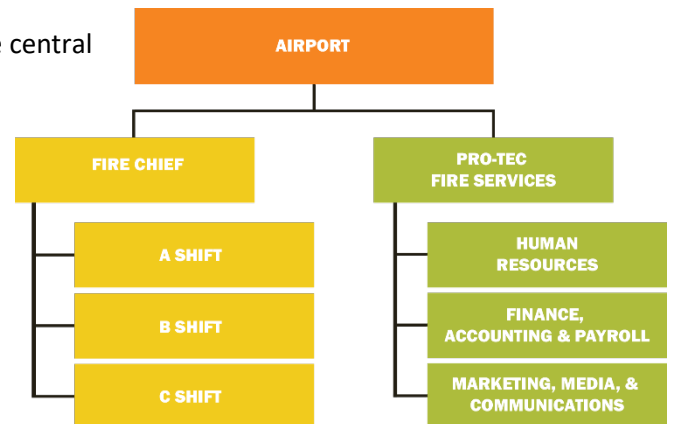 central
AIRPORT
FIRE CHIEF
PRO-TEC
FIRE SERVICES
A SHIFT
HUMAN
RESOURCES
B SHIFT
FINANCE,
ACCOUNTING & PAYROLL
C SHIFT
MARKETING, MEDIA, &
COMMUNICATIONS